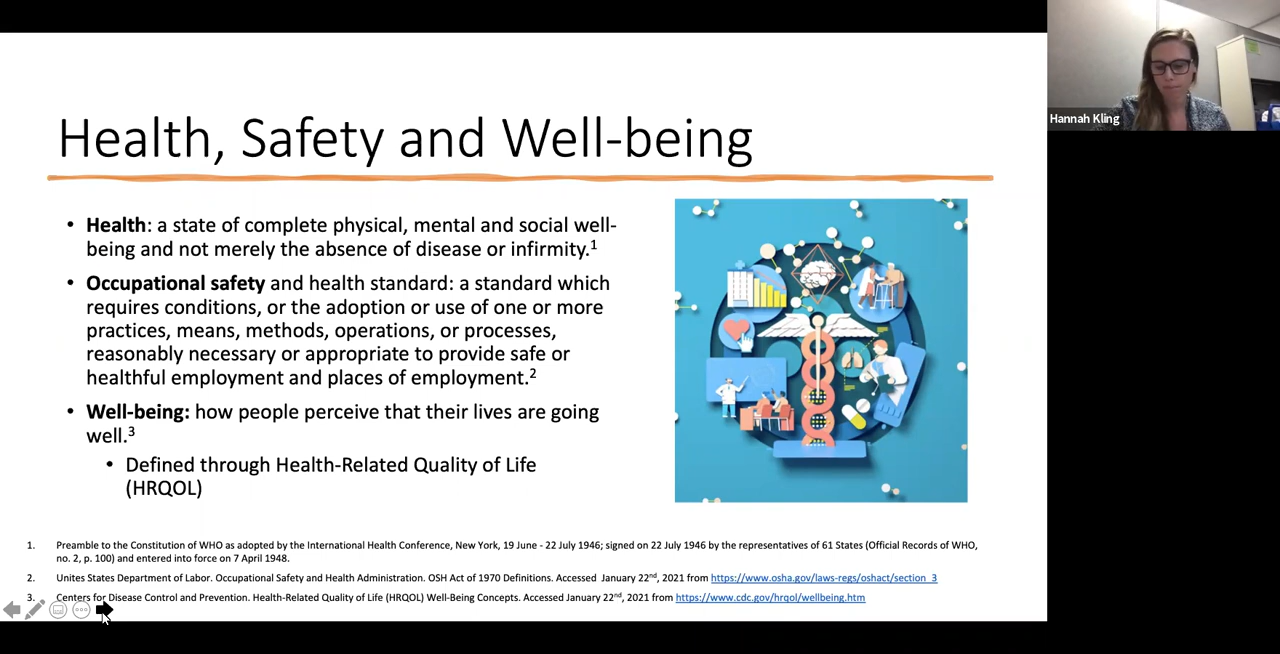 Health, Safety and Well-being
• Health: a state of complete physical, mental and social well-
being and not merely the absence of disease or infirmity.1
• Occupational safety and health standard: a standard which
requires conditions, or the adoption or use of one or more
practices, means, methods, operations, or processes,
reasonably necessary or appropriate to provide safe or
healthful employment and places of employment.2
• Well-being: how people perceive that their lives are going
well.3
• Defined through Health-Related Quality of Life
(HRQOL)
1. Preamble to the Constitution of WHO as adopted by the International Health Conference, New York, 19 June - 22 July 1946; signed on 22 July 1946 by the representatives of 61 States (Official Records of WHO,
no. 2, p. 100) and entered into force on 7 April 1948.
2. Unites States Department of Labor. Occupational Safety and Health Administration. OSH Act of 1970 Definitions. Accessed January 22nd, 2021 from https://www.osha.gov/laws-regs/oshact/section_3
3. Centers for Disease Control and Prevention. Health-Related Quality of Life (HRQOL) Well-Being Concepts. Accessed January 22nd, 2021 from https://www.cdc.gov/hrqol/wellbeing.htm
Hannah Kling